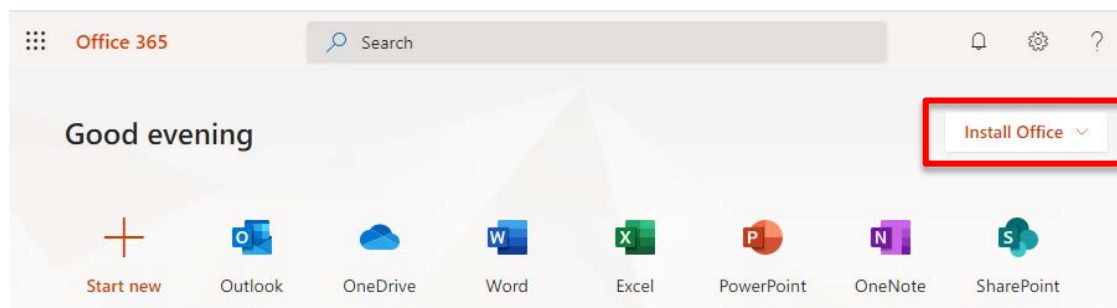 Office 365
Search
?
Good evening
Install Office
Start new
O
Outlook
OneDrive
W
Word
X
Excel
P
PowerPoint
N
OneNote
S
SharePoint